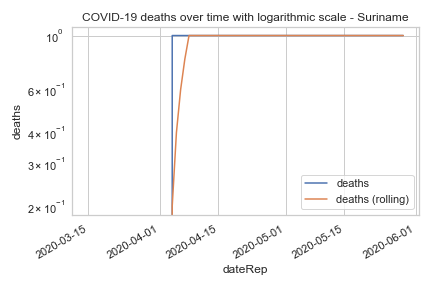 COVID-19 deaths over time with logarithmic scale - Suriname
10⁰
6 × 10⁻¹
4 × 10⁻¹
3 × 10⁻¹
2 × 10⁻¹
deaths
deaths
deaths (rolling)
2020-03-15
2020-04-01
2020-04-15
2020-05-01
2020-05-15
2020-06-01
dateRep